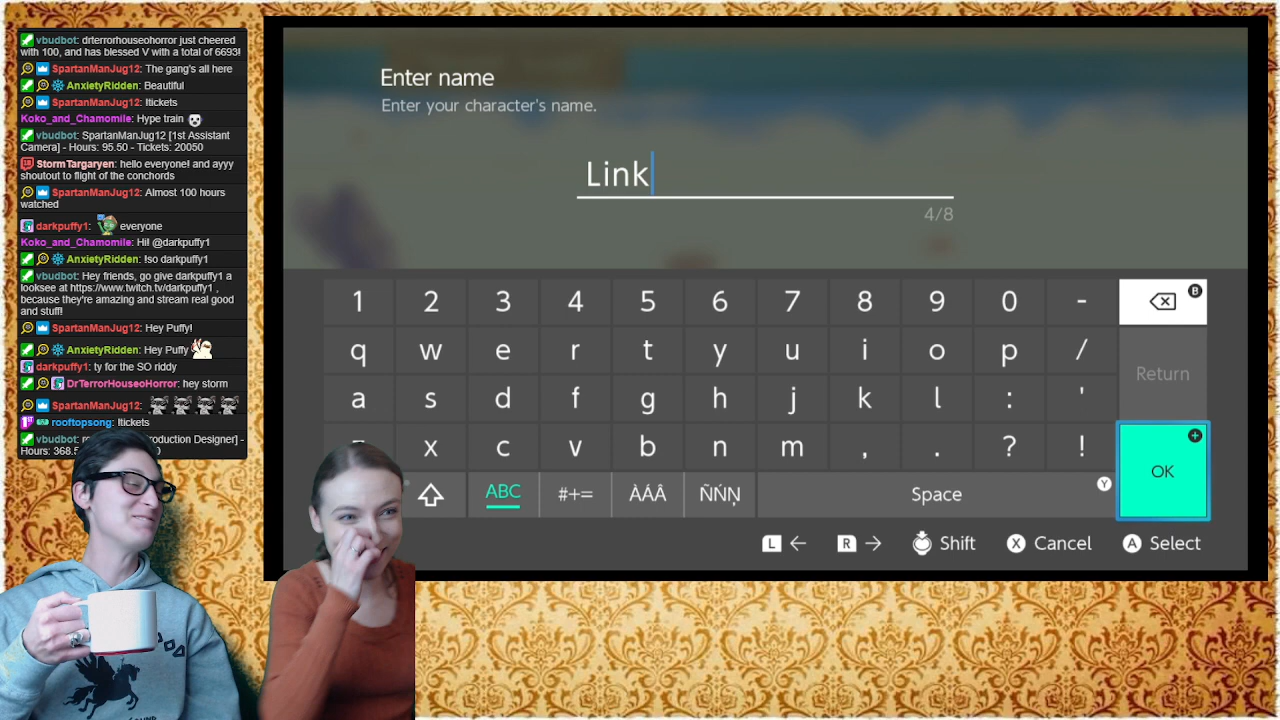 vbudbot: drterrorhouseohorror just cheered
with 100, and has blessed V with a total of 6693!
SpartanManJug12: The gang's all here
AnxietyRidden: Beautiful
SpartanManJug12: !tickets
Koko_and_Chamomile: Hype train
vbudbot: SpartanManJug12 [1st Assistant
Camera] - Hours: 95.50 - Tickets: 20050
StormTargaryen: hello everyone! and ayyy
shoutout to flight of the conchords
SpartanManJug12: Almost 100 hours
watched
darkpuffy1: everyone
Koko_and_Chamomile: Hi! @darkpuffy1
AnxietyRidden: !so darkpuffy1
vbudbot: Hey friends, go give darkpuffy1 a
looksee at https://www.twitch.tv/darkpuffy1 ,
because they're amazing and stream real good
and stuff!
SpartanManJug12: Hey Puffy!
AnxietyRidden: Hey Puffy
darkpuffy1: ty for the SO riddy
DrTerrorHouseoHorror: hey storm
SpartanManJug12:
rooftopsong: !tickets
vbudbot: roduction Designer] -
Hours: 368.5
Enter name
Enter your character's name.
Link
4/8
1 2 3 4 5 6 7 8 9 0 - B
q w e r t y u i o p / Return
a s d f g h j k l : '
x c v b n m , . ? ! + OK
ABC #+= ÀÁÂ ÑŃŅ Space Y
L ← R → Shift X Cancel A Select